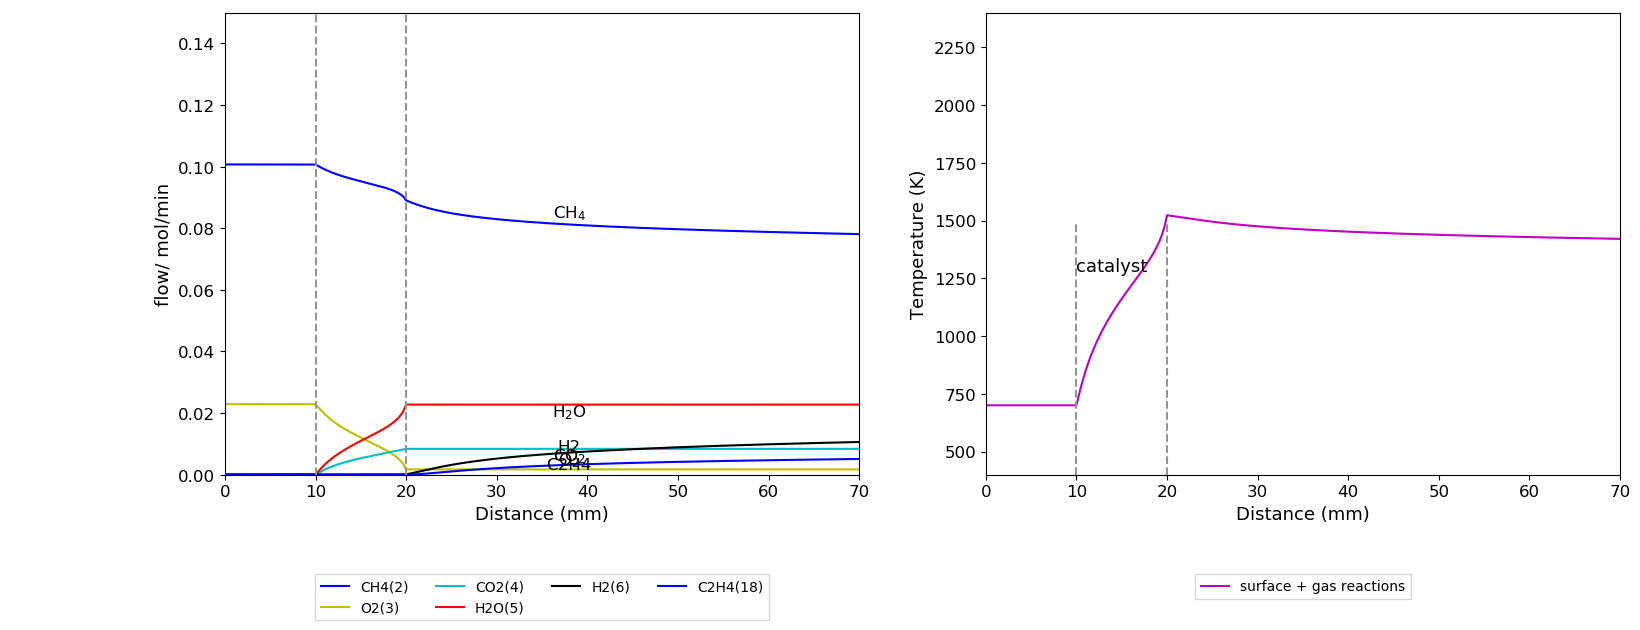 0.14
0.12
0.10
0.08
0.06
0.04
0.02
0.00
flow/ mol/min
CH4
H2O
H2
CO2
O2
C2H4
0 10 20 30 40 50 60 70
Distance (mm)
CH4(2) CO2(4) H2(6) C2H4(18)
O2(3) H2O(5)
2250
2000
1750
1500
1250
1000
750
500
Temperature (K)
catalyst
0 10 20 30 40 50 60 70
Distance (mm)
surface + gas reactions